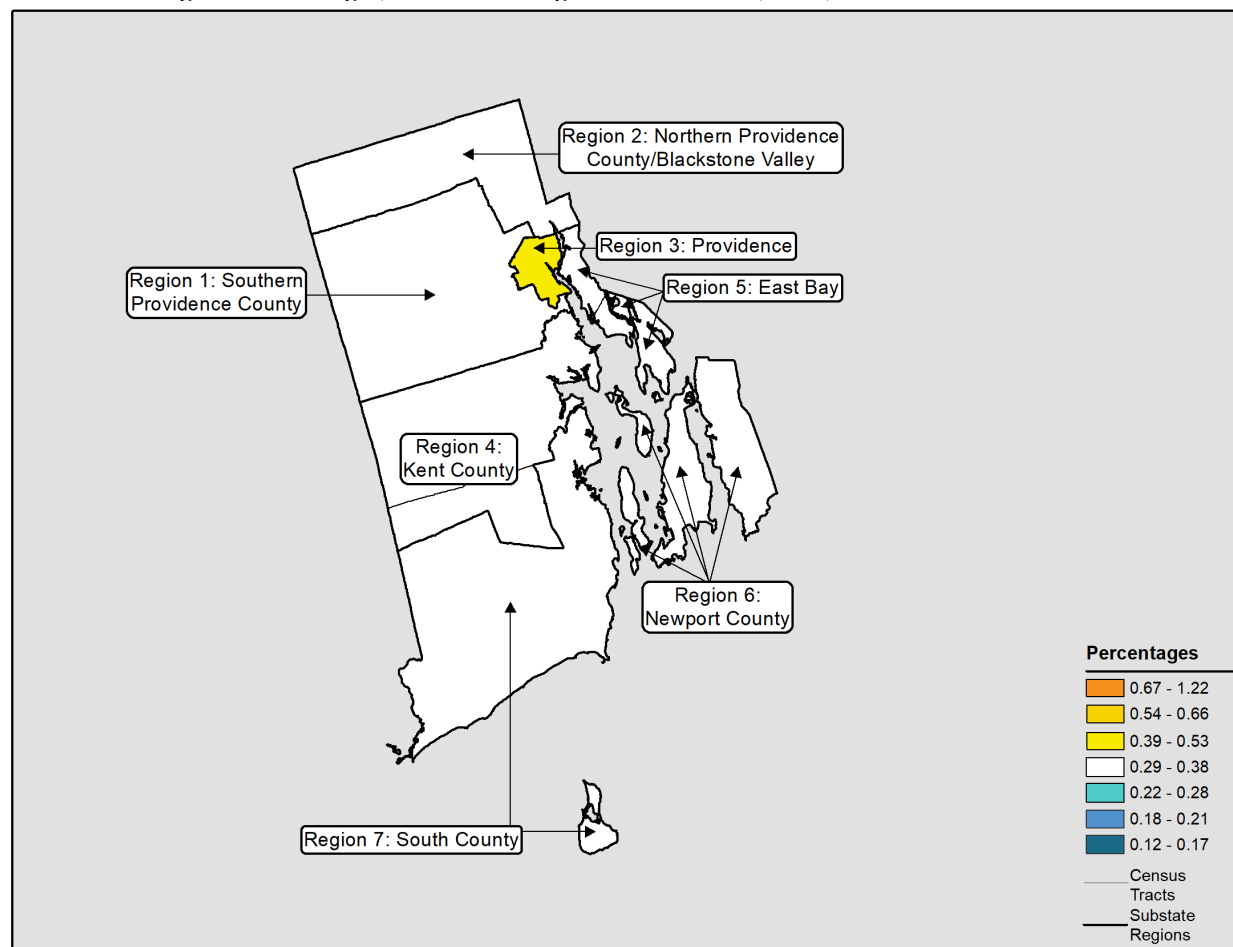 Region 2: Northern Providence
County/Blackstone Valley
Region 3: Providence
Region 1: Southern
Providence County
Region 5: East Bay
Region 4:
Kent County
Region 6:
Newport County
Region 7: South County
Percentages
0.67 - 1.22
0.54 - 0.66
0.39 - 0.53
0.29 - 0.38
0.22 - 0.28
0.18 - 0.21
0.12 - 0.17
Census
Tracts
Substate
Regions